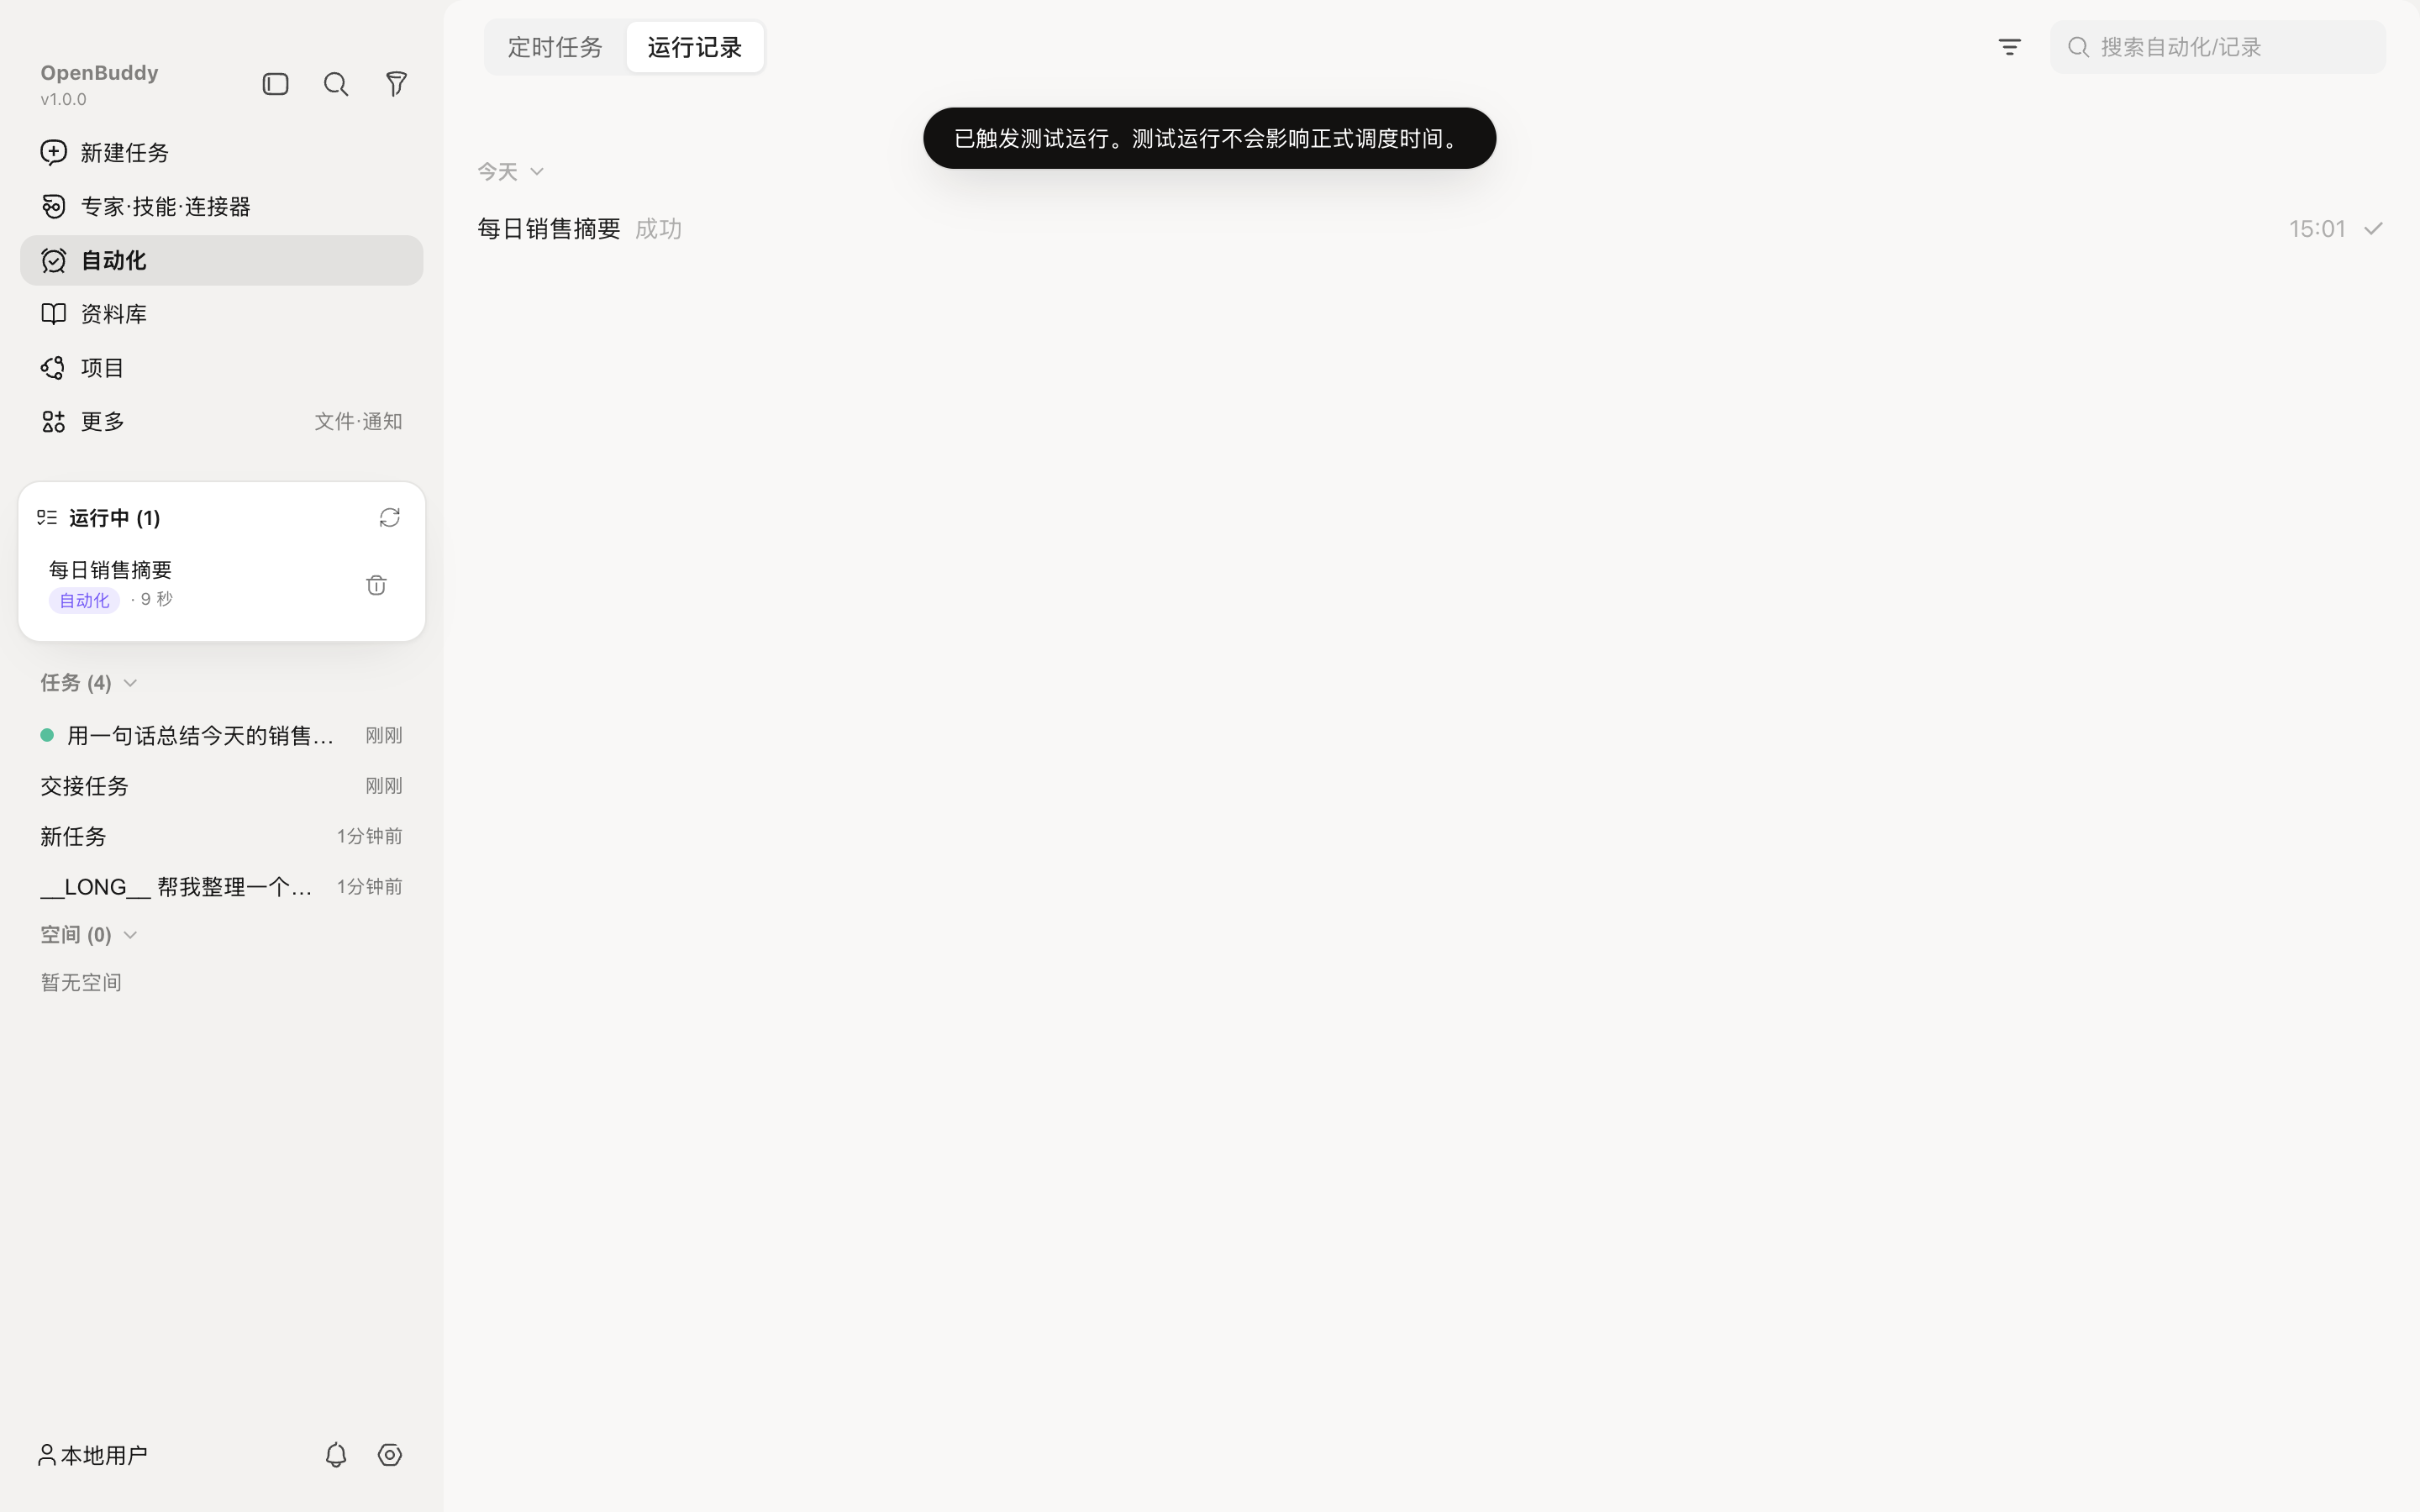 OpenBuddy
v1.0.0
新建任务
专家·技能·连接器
自动化
资料库
项目
更多 文件·通知
运行中 (1)
每日销售摘要
自动化 · 9 秒
任务 (4)
用一句话总结今天的销售... 刚刚
交接任务 刚刚
新任务 1分钟前
__LONG__ 帮我整理一个... 1分钟前
空间 (0)
暂无空间
本地用户
定时任务 运行记录
搜索自动化/记录
已触发测试运行。测试运行不会影响正式调度时间。
今天
每日销售摘要 成功 15:01